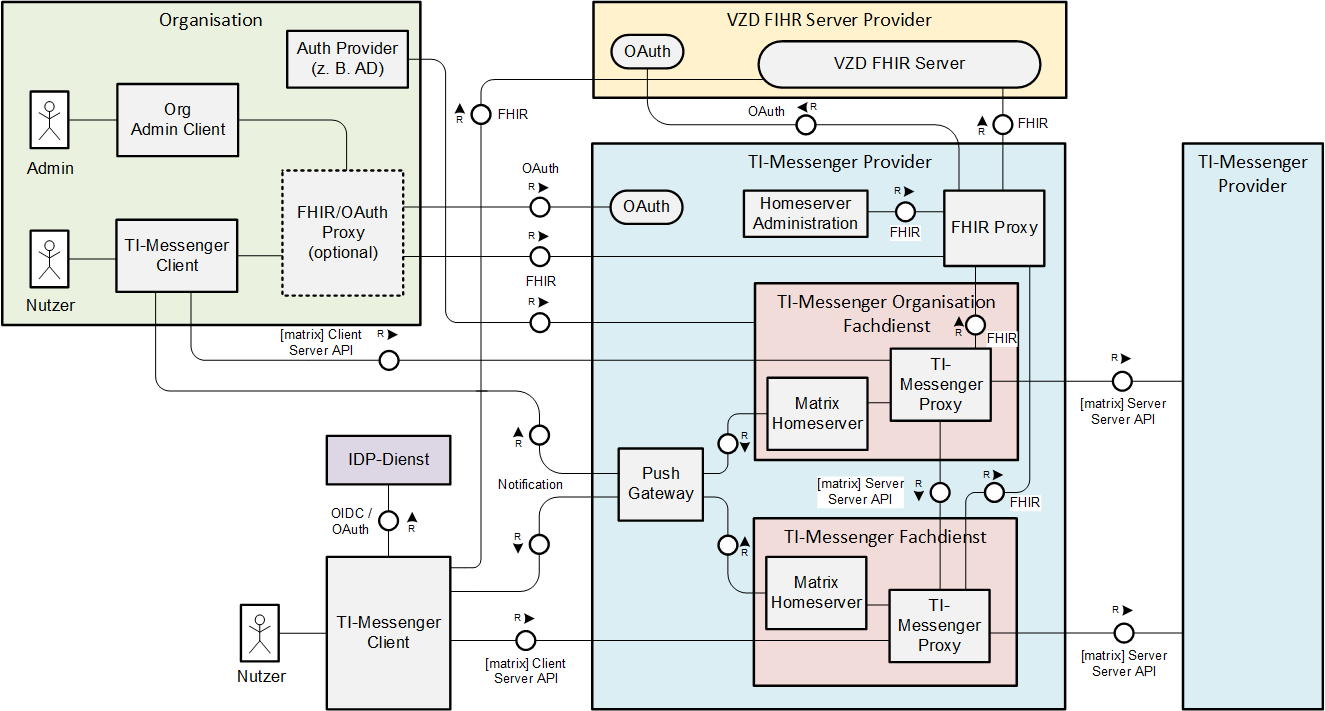 Organisation
Auth Provider
(z. B. AD)
Org
Admin Client
Admin
FHIR/OAuth
Proxy
(optional)
TI-Messenger
Client
Nutzer
VZD FIHR Server Provider
OAuth
VZD FHIR Server
R
FHIR
OAuth
R
R
FHIR
OAuth
R
R
FHIR
R
TI-Messenger Provider
OAuth
Homeserver
Administration
R
FHIR
FHIR Proxy
TI-Messenger
Provider
TI-Messenger Organisation
Fachdienst
R
FHIR
TI-
Messenger
Proxy
Matrix
Homeserver
[matrix] Client
Server API
R
R
[matrix] Server
Server API
R
R
Push
Gateway
Notification
IDP-Dienst
OIDC /
OAuth
R
[matrix] Server
Server API
R
R
FHIR
R
R
TI-Messenger Fachdienst
Matrix
Homeserver
TI-
Messenger
Proxy
TI-Messenger
Client
Nutzer
R
[matrix] Client
Server API
R
[matrix] Server
Server API